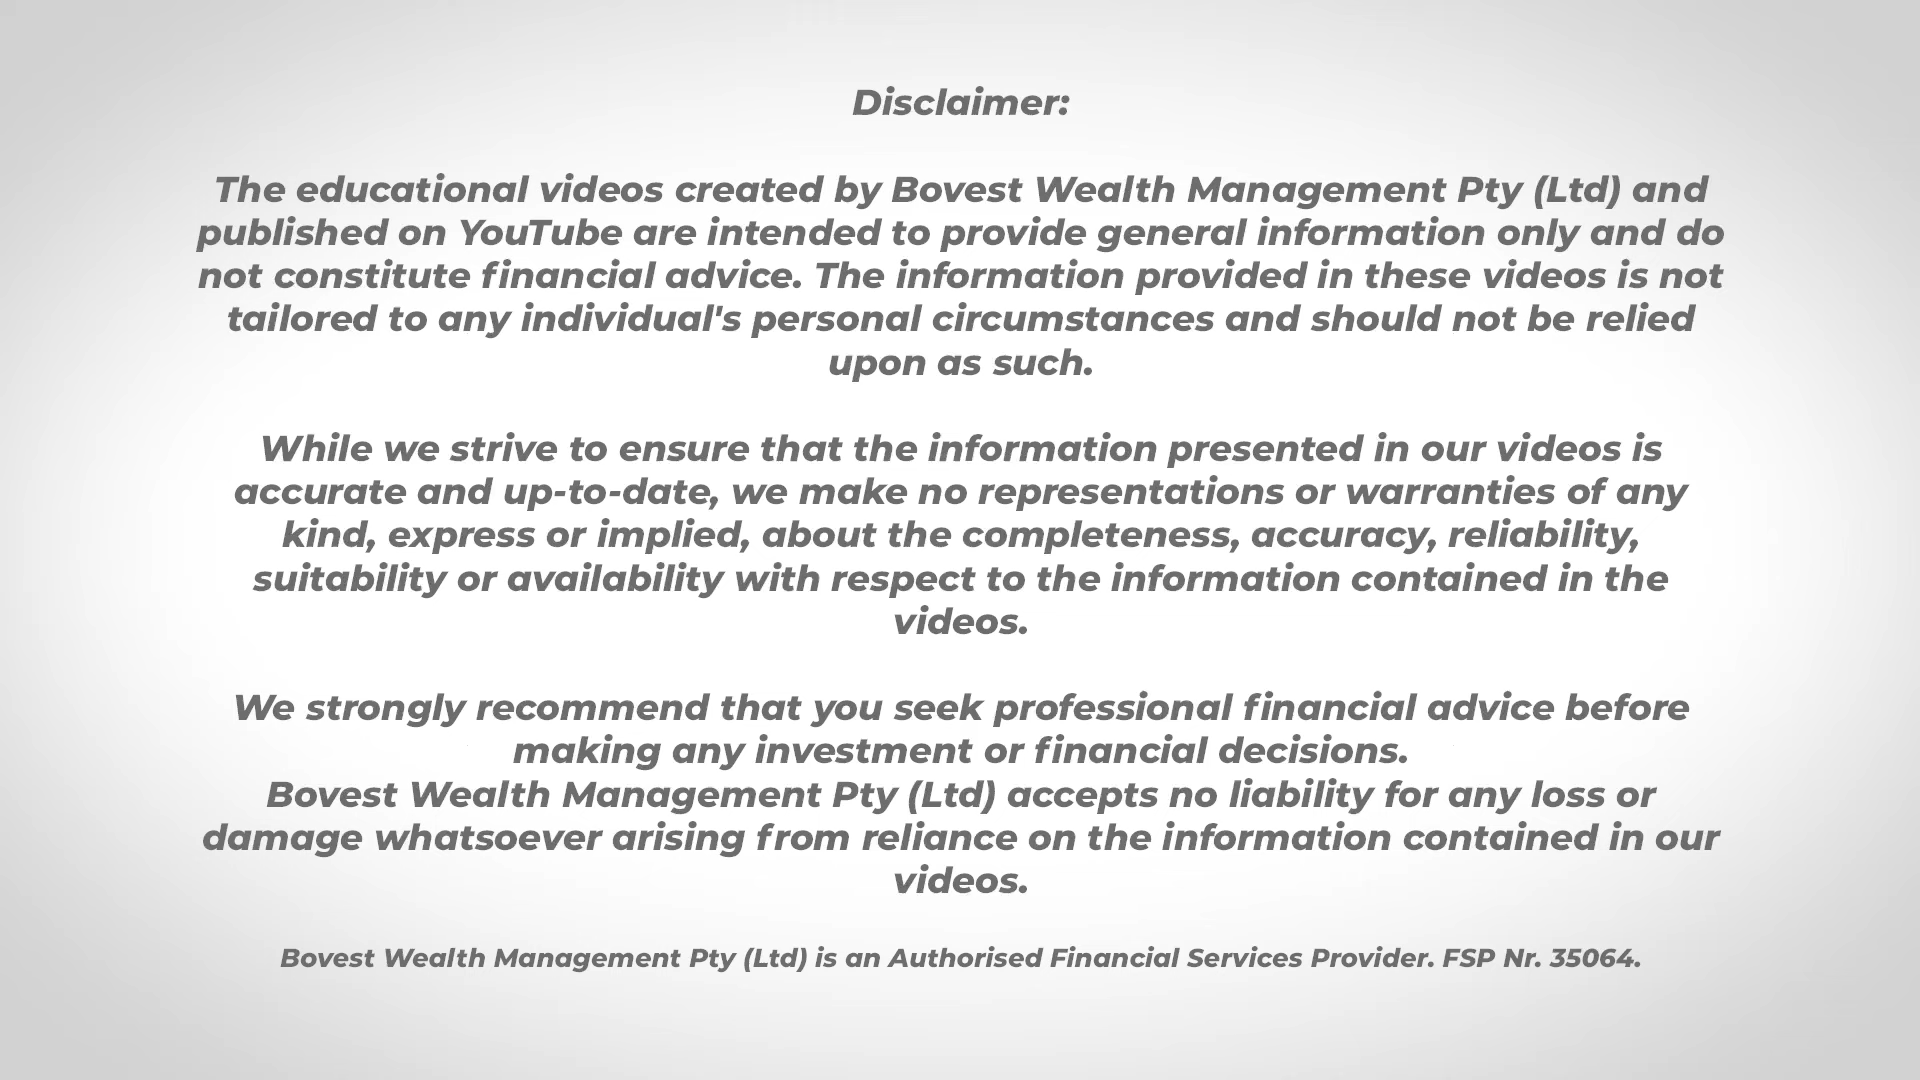 Disclaimer:
The educational videos created by Bovest Wealth Management Pty (Ltd) and
published on YouTube are intended to provide general information only and do
not constitute financial advice. The information provided in these videos is not
tailored to any individual's personal circumstances and should not be relied
upon as such.
While we strive to ensure that the information presented in our videos is
accurate and up-to-date, we make no representations or warranties of any
kind, express or implied, about the completeness, accuracy, reliability,
suitability or availability with respect to the information contained in the
videos.
We strongly recommend that you seek professional financial advice before
making any investment or financial decisions.
Bovest Wealth Management Pty (Ltd) accepts no liability for any loss or
damage whatsoever arising from reliance on the information contained in our
videos.
Bovest Wealth Management Pty (Ltd) is an Authorised Financial Services Provider. FSP Nr. 35064.